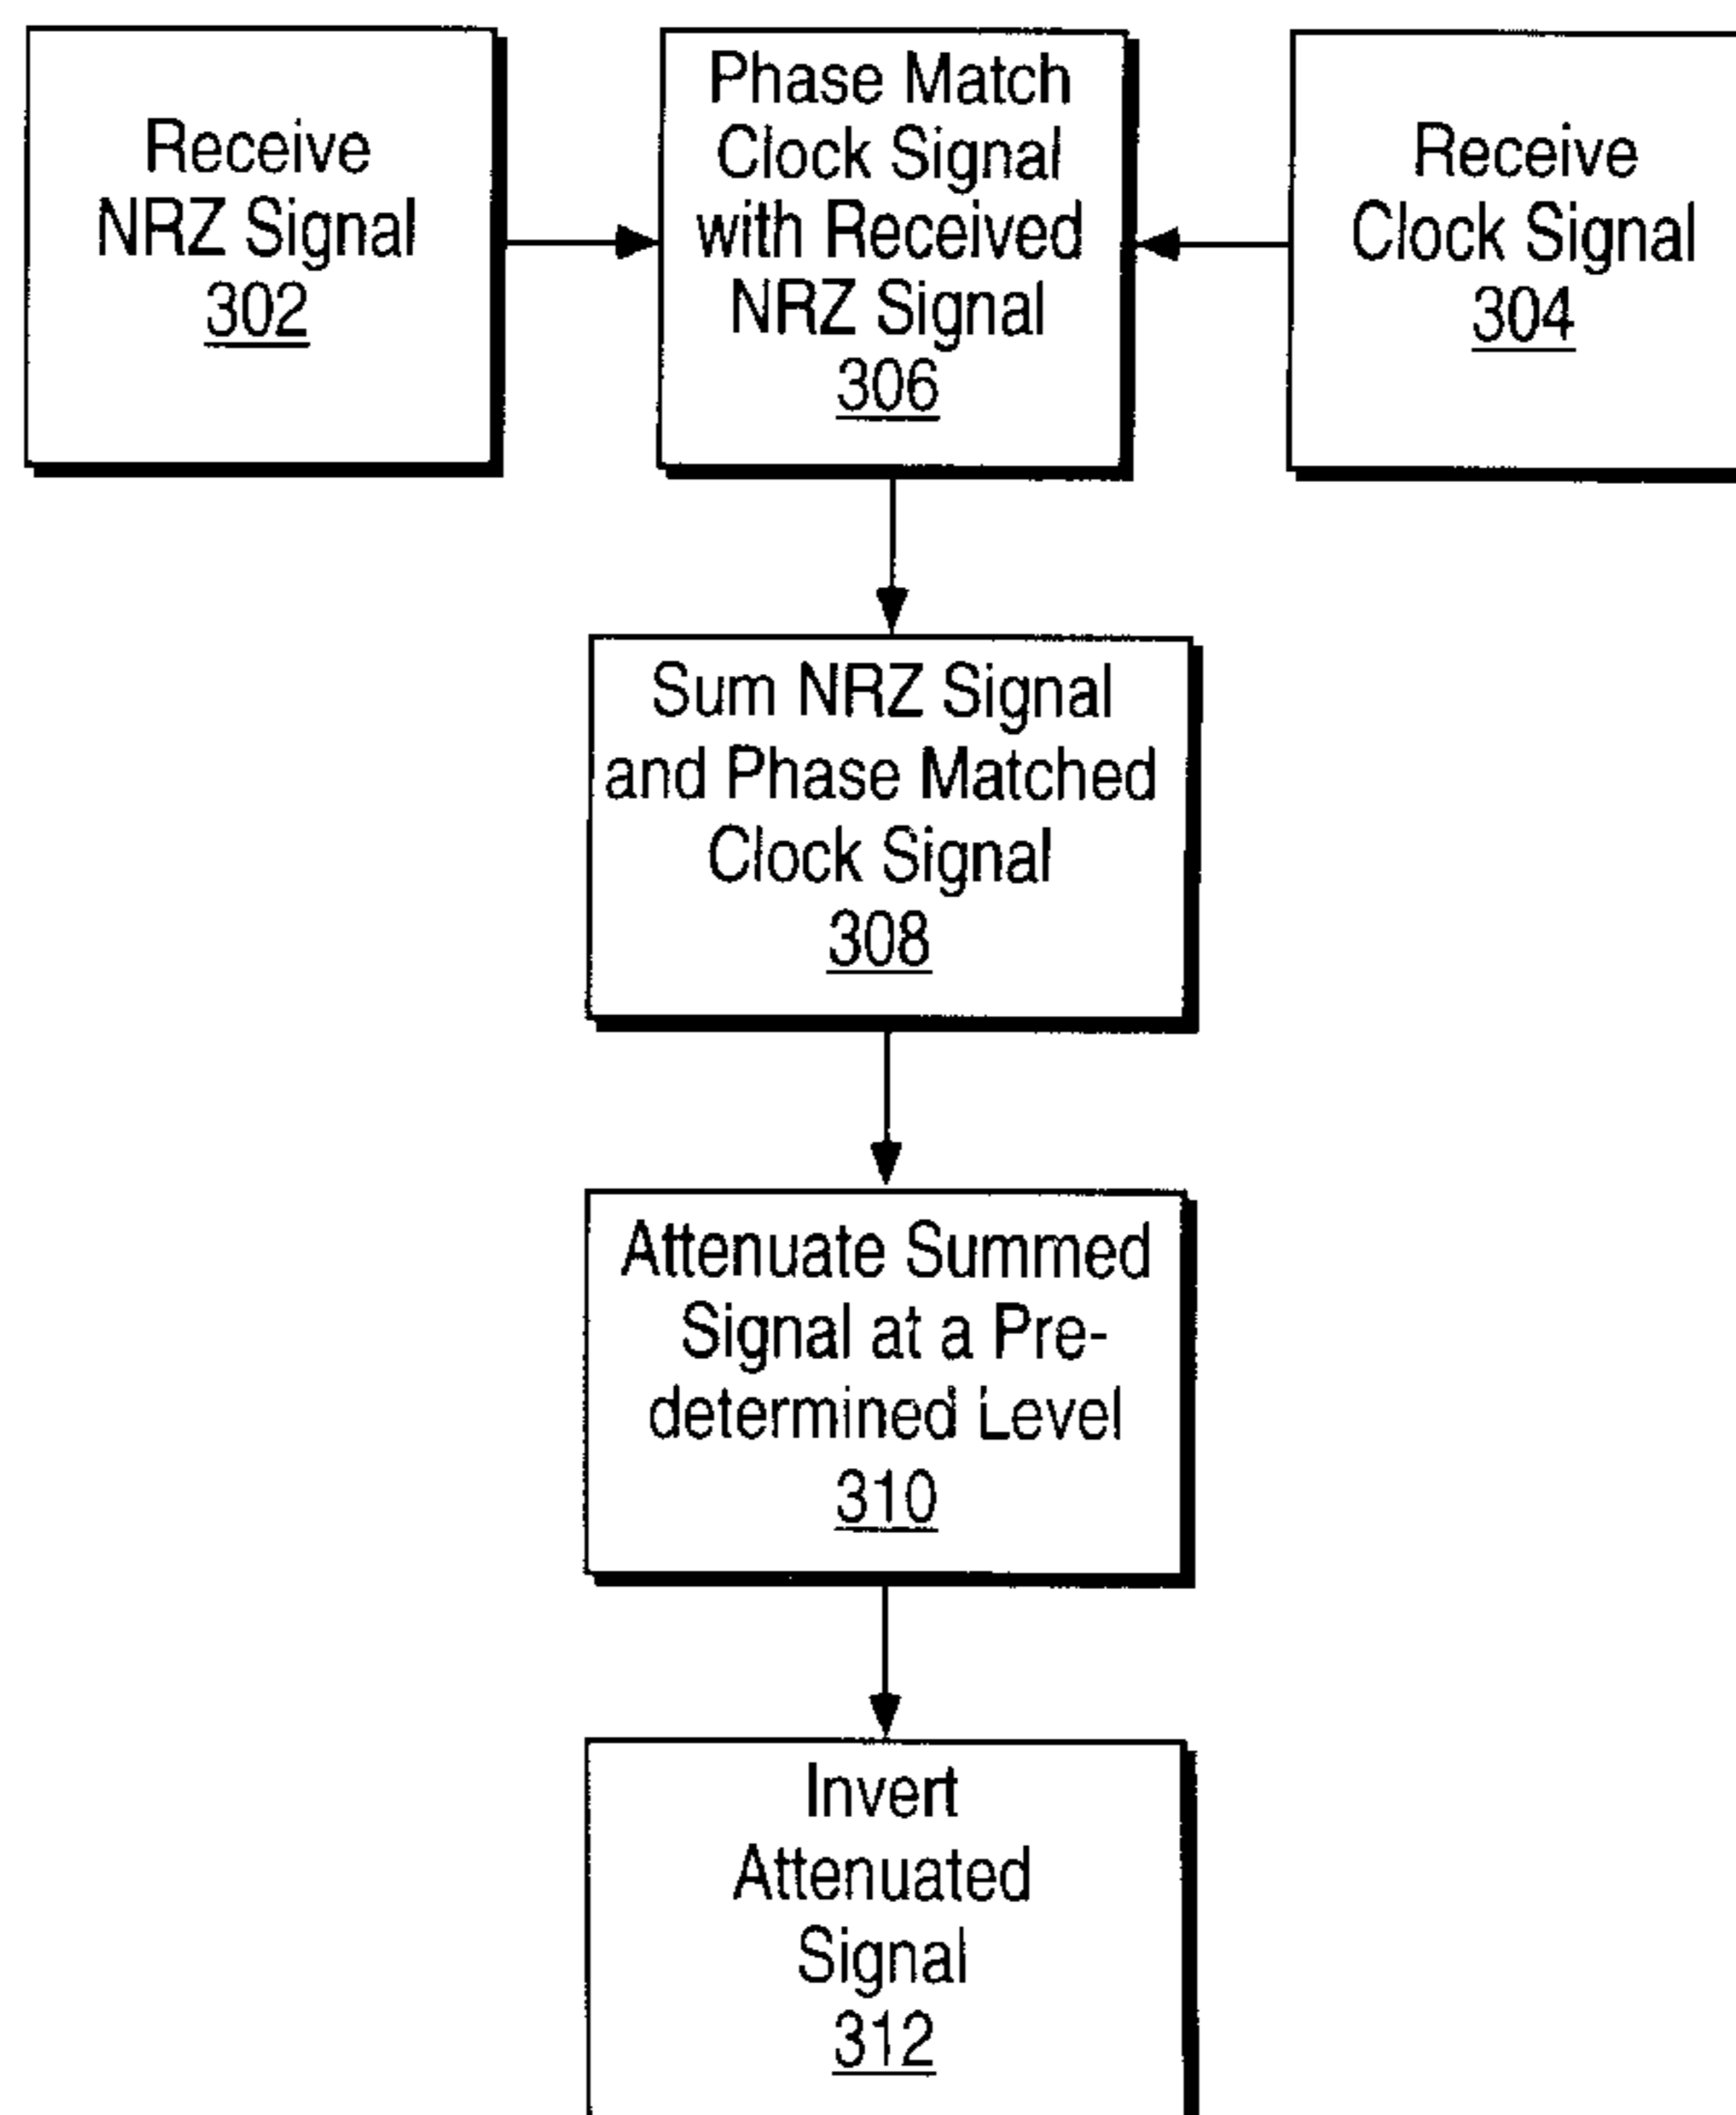 Receive
NRZ Signal
302
Phase Match
Clock Signal
with Received
NRZ Signal
306
Receive
Clock Signal
304
Sum NRZ Signal
and Phase Matched
Clock Signal
308
Attenuate Summed
Signal at a Pre-
determined Level
310
Invert
Attenuated
Signal
312